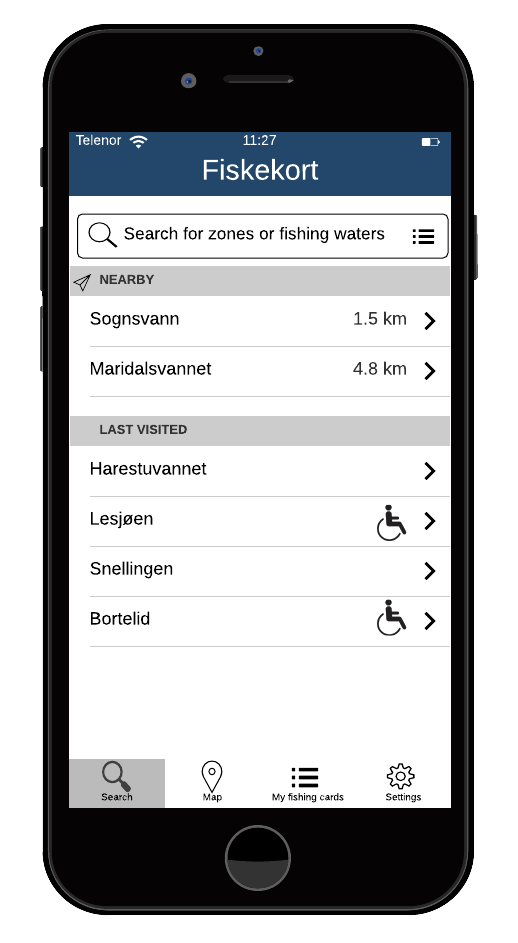 Telenor 11:27
Fiskekort
Search for zones or fishing waters
NEARBY
Sognsvann 1.5 km
Maridalsvannet 4.8 km
LAST VISITED
Harestuvannet
Lesjøen
Snellingen
Bortelid
Search Map My fishing cards Settings